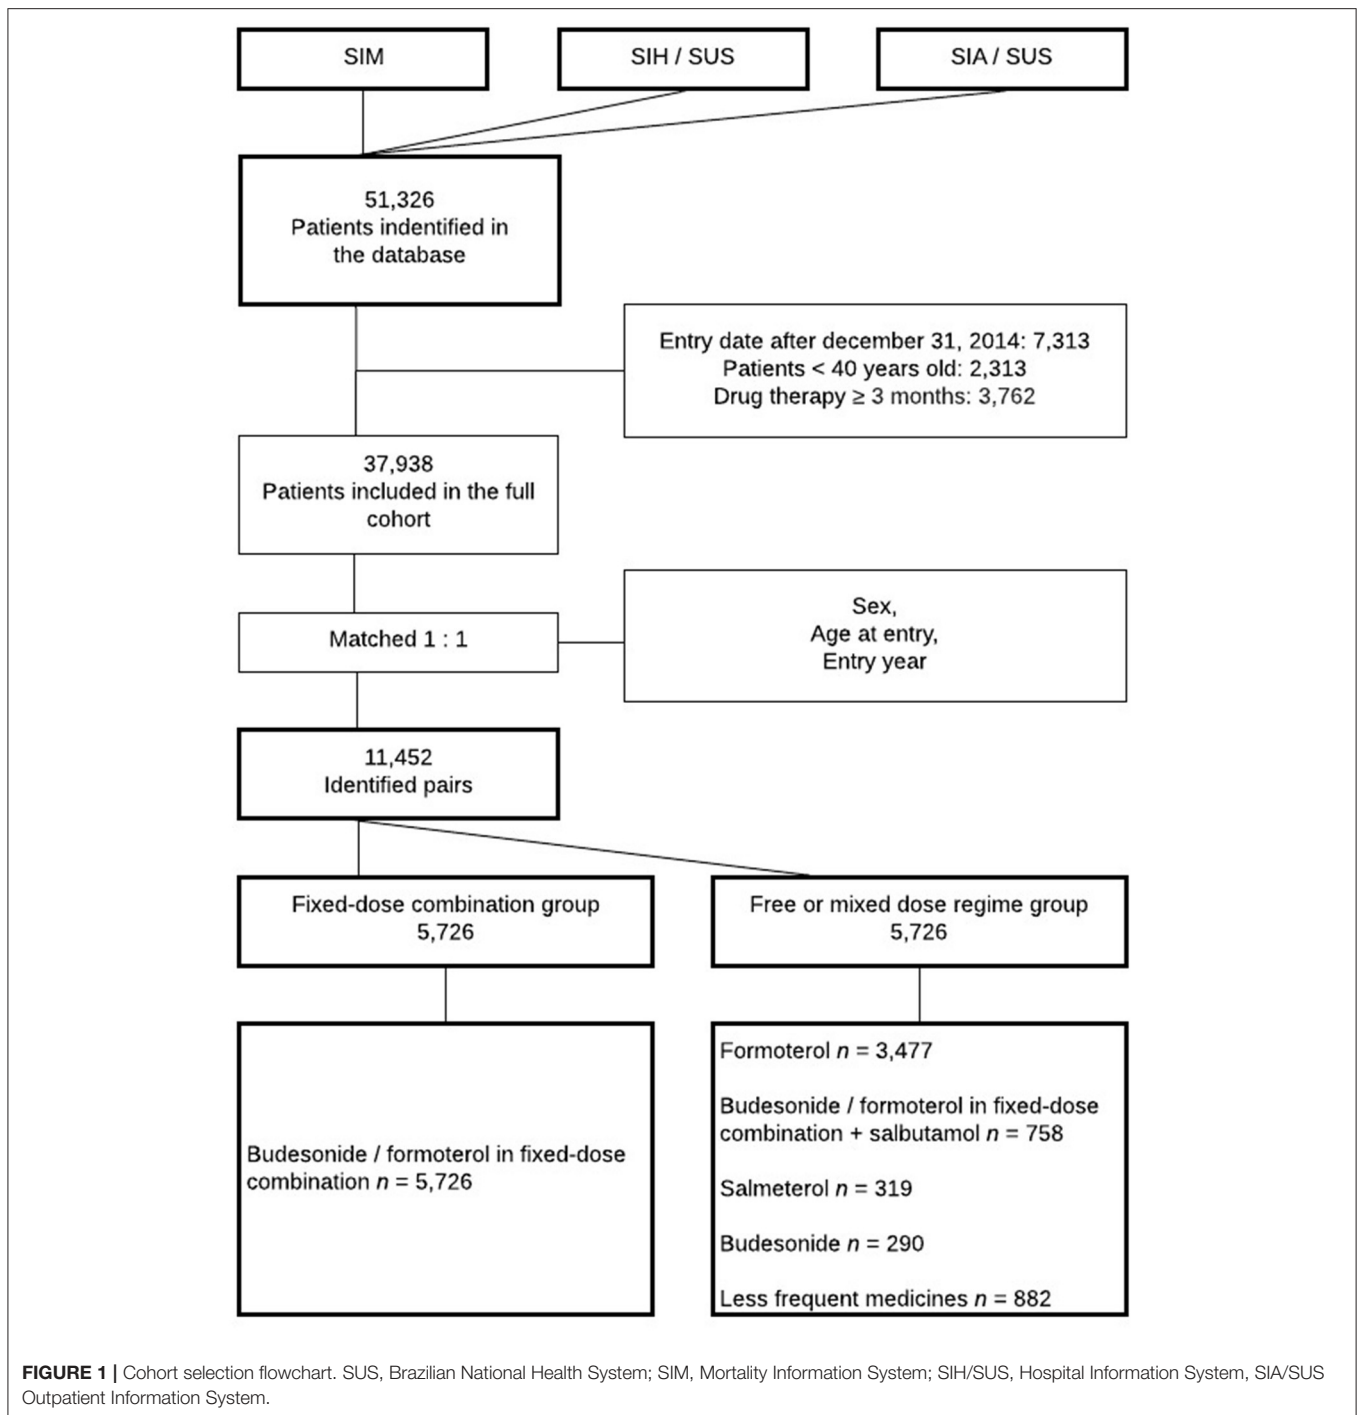 SIM
SIH / SUS
SIA / SUS
51,326
Patients indentified in
the database
Entry date after december 31, 2014: 7,313
Patients < 40 years old: 2,313
Drug therapy ≥ 3 months: 3,762
37,938
Patients included in the full
cohort
Matched 1 : 1
Sex,
Age at entry,
Entry year
11,452
Identified pairs
Fixed-dose combination group
5,726
Free or mixed dose regime group
5,726
Budesonide / formoterol in fixed-dose
combination n = 5,726
Formoterol n = 3,477
Budesonide / formoterol in fixed-dose
combination + salbutamol n = 758
Salmeterol n = 319
Budesonide n = 290
Less frequent medicines n = 882
FIGURE 1 | Cohort selection flowchart. SUS, Brazilian National Health System; SIM, Mortality Information System; SIH/SUS, Hospital Information System, SIA/SUS
Outpatient Information System.